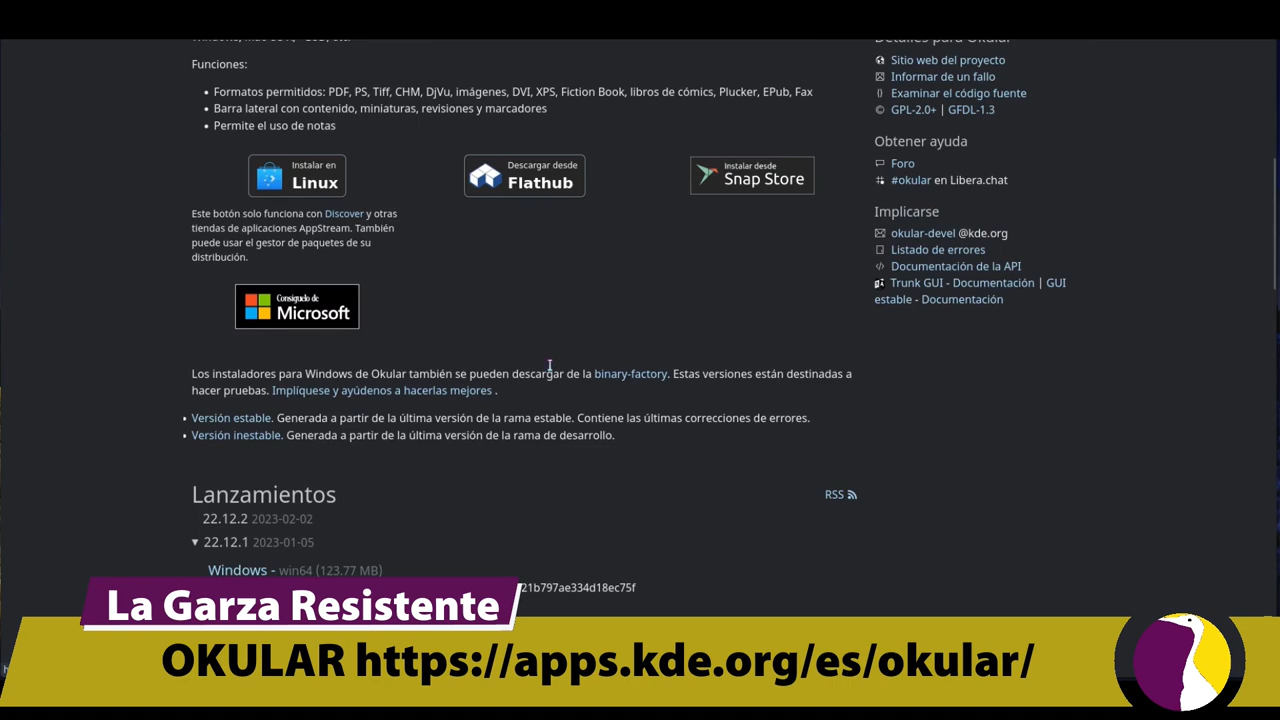 Funciones:
Formatos permitidos: PDF, PS, Tiff, CHM, DjVu, imágenes, DVI, XPS, Fiction Book, libros de cómics, Plucker, EPub, Fax
Barra lateral con contenido, miniaturas, revisiones y marcadores
Permite el uso de notas
Instalar en
Linux
Descargar desde
Flathub
Instalar desde
Snap Store
Este botón solo funciona con Discover y otras
tiendas de aplicaciones AppStream. También
puede usar el gestor de paquetes de su
distribución.
Consíguelo de
Microsoft
Los instaladores para Windows de Okular también se pueden descargar de la binary-factory. Estas versiones están destinadas a
hacer pruebas. Implíquese y ayúdenos a hacerlas mejores .
Versión estable. Generada a partir de la última versión de la rama estable. Contiene las últimas correcciones de errores.
Versión inestable. Generada a partir de la última versión de la rama de desarrollo.
Lanzamientos
RSS
22.12.2 2023-02-02
22.12.1 2023-01-05
Windows - win64 (123.77 MB)
21b797ae334d18ec75f
Detalles para Okular
Sitio web del proyecto
Informar de un fallo
Examinar el código fuente
GPL-2.0+ | GFDL-1.3
Obtener ayuda
Foro
#okular en Libera.chat
Implicarse
okular-devel @kde.org
Listado de errores
Documentación de la API
Trunk GUI - Documentación | GUI
estable - Documentación
La Garza Resistente
OKULAR https://apps.kde.org/es/okular/